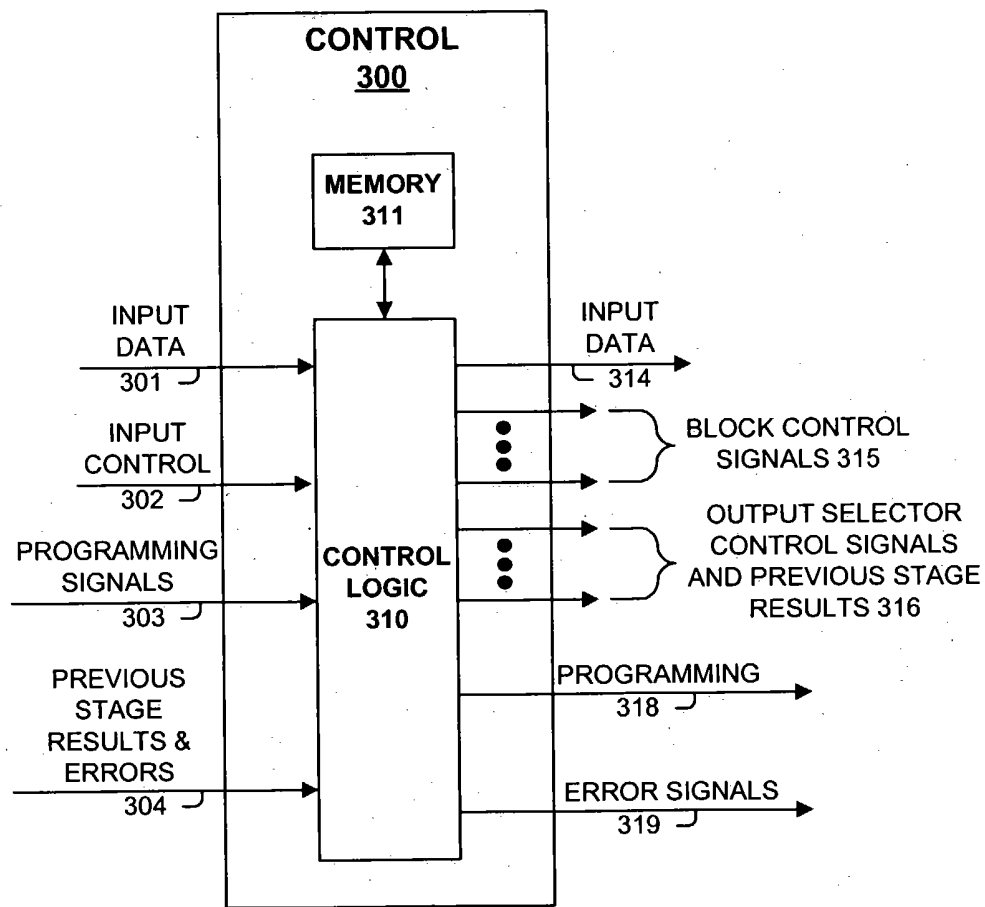 CONTROL
300
MEMORY
311
INPUT
DATA
301
INPUT
CONTROL
302
PROGRAMMING
SIGNALS
303
PREVIOUS
STAGE
RESULTS &
ERRORS
304
CONTROL
LOGIC
310
INPUT
DATA
314
BLOCK CONTROL
SIGNALS 315
OUTPUT SELECTOR
CONTROL SIGNALS
AND PREVIOUS STAGE
RESULTS 316
PROGRAMMING
318
ERROR SIGNALS
319